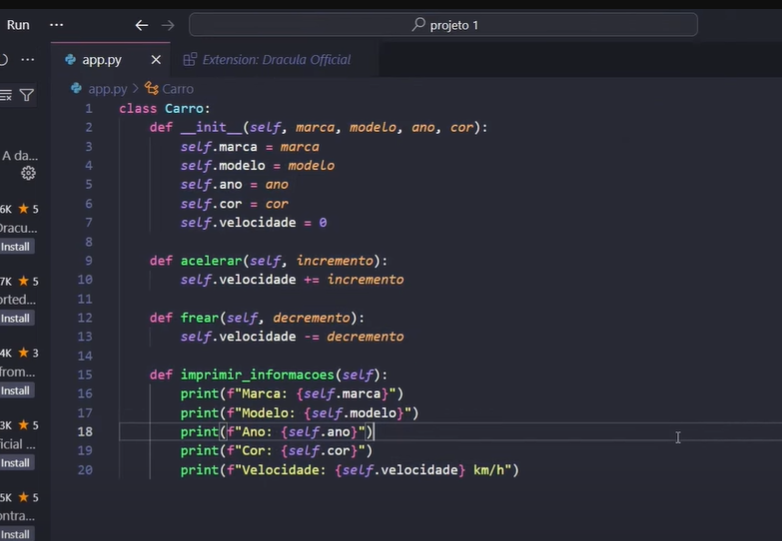 Run ··· projeto 1
app.py Extension: Dracula Official
app.py > Carro
1 class Carro:
2 def __init__(self, marca, modelo, ano, cor):
3 self.marca = marca
4 self.modelo = modelo
5 self.ano = ano
6 self.cor = cor
7 self.velocidade = 0
8
9 def acelerar(self, incremento):
10 self.velocidade += incremento
11
12 def frear(self, decremento):
13 self.velocidade -= decremento
14
15 def imprimir_informacoes(self):
16 print(f"Marca: {self.marca}")
17 print(f"Modelo: {self.modelo}")
18 print(f"Ano: {self.ano}")
19 print(f"Cor: {self.cor}")
20 print(f"Velocidade: {self.velocidade} km/h")
A da...
6K ★ 5
Dracu...
Install
7K ★ 5
orted...
Install
4K ★ 3
from...
Install
3K ★ 5
icial ...
Install
5K ★ 5
ontra...
Install